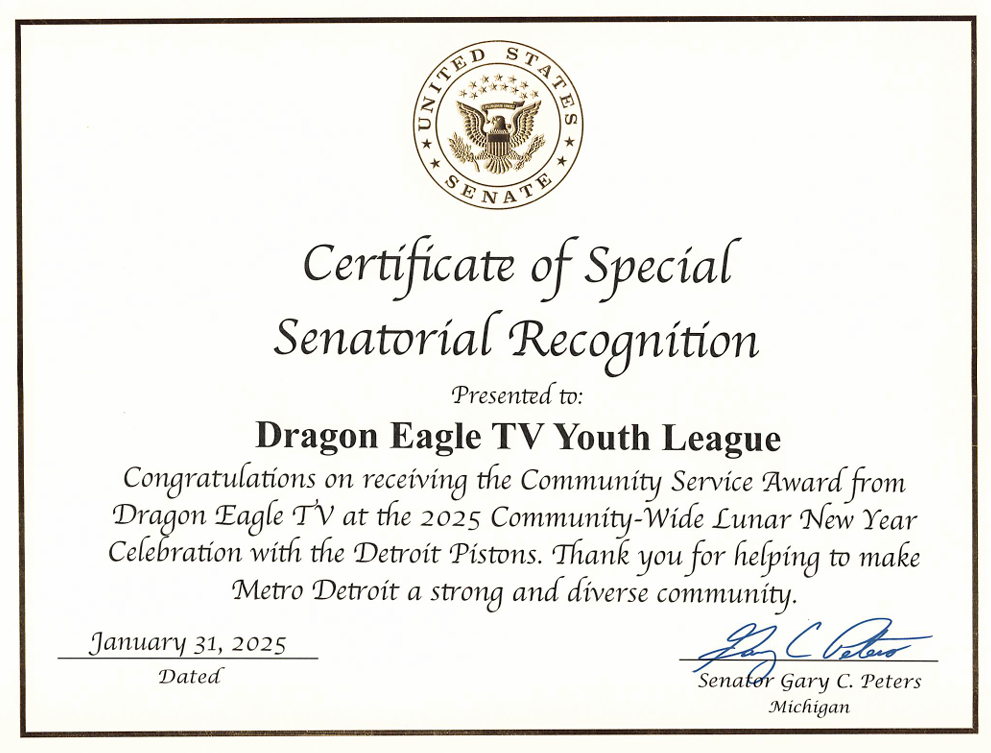 UNITED STATES
SENATE
Certificate of Special
Senatorial Recognition
Presented to:
Dragon Eagle TV Youth League
Congratulations on receiving the Community Service Award from
Dragon Eagle TV at the 2025 Community-Wide Lunar New Year
Celebration with the Detroit Pistons. Thank you for helping to make
Metro Detroit a strong and diverse community.
January 31, 2025
Dated
Gary C Peters
Senator Gary C. Peters
Michigan